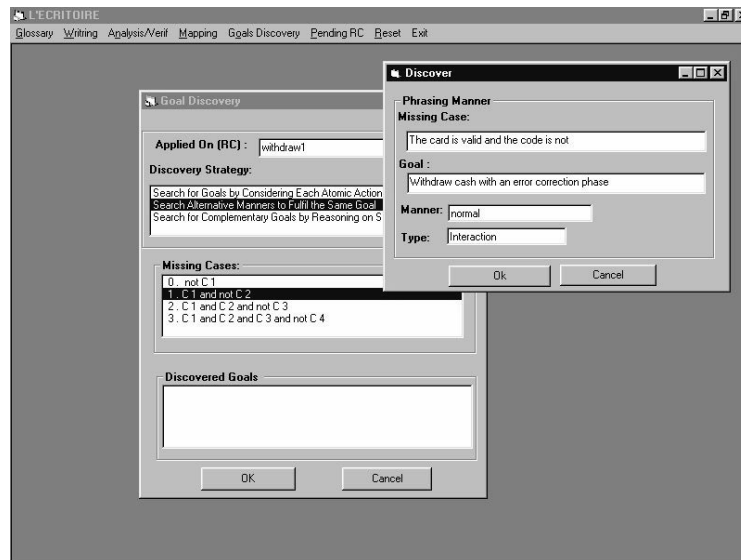 L'ECRITOIRE
Glossary Writring Analysis/Verif Mapping Goals Discovery Pending RC Reset Exit
Discover
Phrasing Manner
Missing Case:
The card is valid and the code is not
Goal :
Withdraw cash with an error correction phase
Manner: normal
Type: Interaction
Ok Cancel
Goal Discovery
Applied On (RC) : withdraw1
Discovery Strategy:
Search for Goals by Considering Each Atomic Action
Search Alternative Manners to Fulfil the Same Goal
Search for Complementary Goals by Reasoning on S
Missing Cases:
0 . not C 1
1 . C 1 and not C 2
2 . C 1 and C 2 and not C 3
3 . C 1 and C 2 and C 3 and not C 4
Discovered Goals
OK Cancel